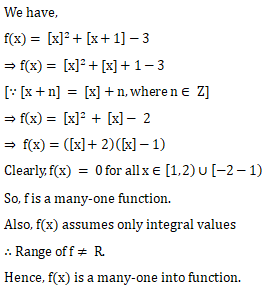 We have,
f(x) = [x]² + [x + 1] − 3
⇒ f(x) = [x]² + [x] + 1 − 3
[∵ [x + n] = [x] + n, where n ∈ Z]
⇒ f(x) = [x]² + [x] − 2
⇒ f(x) = ([x] + 2)([x] − 1)
Clearly, f(x) = 0 for all x ∈ [1,2) ∪ [−2 − 1)
So, f is a many-one function.
Also, f(x) assumes only integral values
∴ Range of f ≠ R.
Hence, f(x) is a many-one into function.